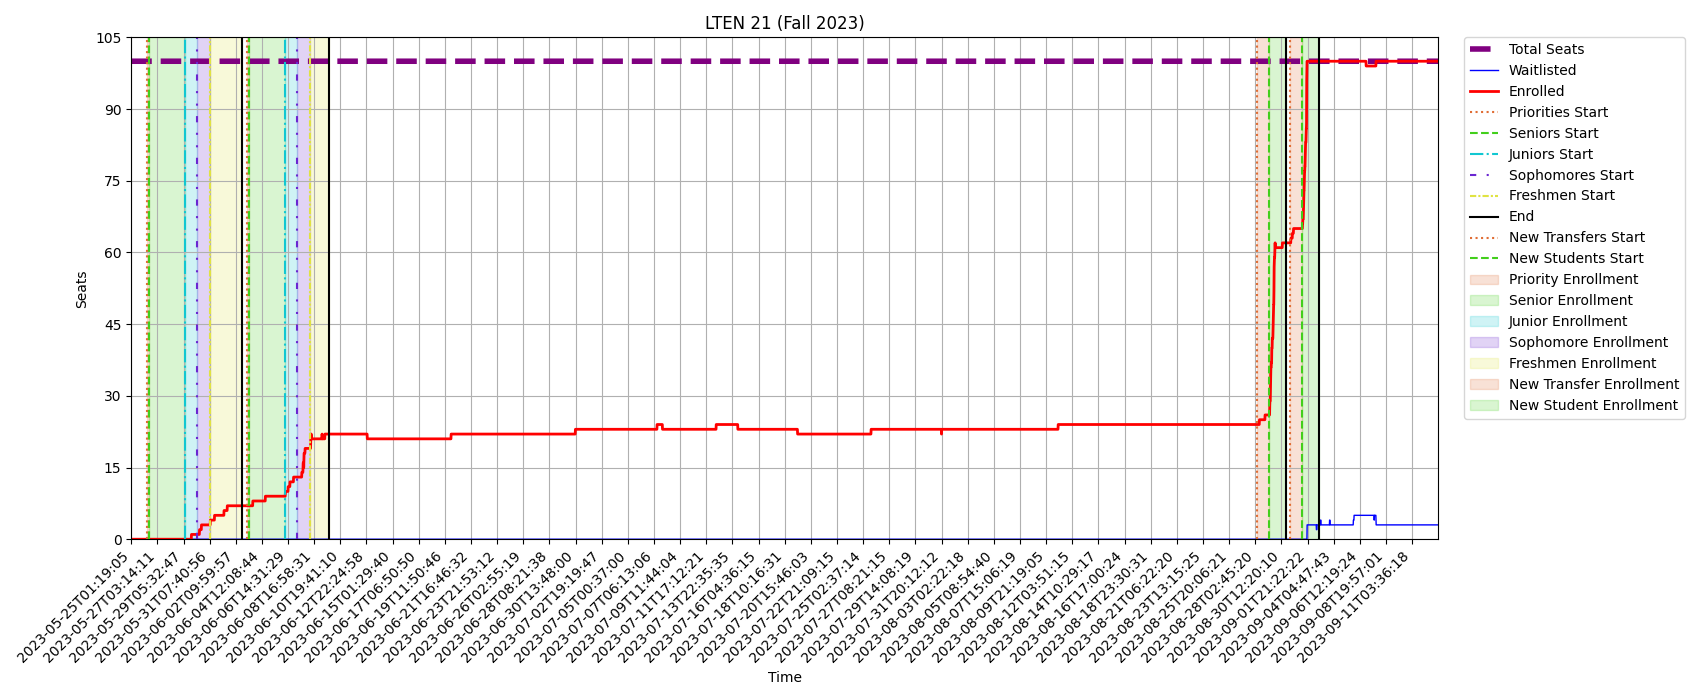 LTEN 21 (Fall 2023)
Seats
105
90
75
60
45
30
15
0
2023-05-25T01:19:05
2023-05-27T03:14:11
2023-05-29T05:32:47
2023-05-31T07:40:56
2023-06-02T09:59:57
2023-06-04T12:08:44
2023-06-06T14:31:29
2023-06-08T16:58:31
2023-06-10T19:41:10
2023-06-12T22:24:58
2023-06-15T01:29:40
2023-06-17T06:50:50
2023-06-19T11:50:46
2023-06-21T16:46:32
2023-06-23T21:53:12
2023-06-26T02:55:19
2023-06-28T08:21:38
2023-06-30T13:48:00
2023-07-02T19:19:47
2023-07-05T00:37:00
2023-07-07T06:13:06
2023-07-09T11:44:04
2023-07-11T17:12:21
2023-07-13T22:35:35
2023-07-16T04:36:15
2023-07-18T10:16:31
2023-07-20T15:46:03
2023-07-22T21:09:15
2023-07-25T02:37:14
2023-07-27T08:21:15
2023-07-29T14:08:19
2023-07-31T20:12:12
2023-08-03T02:22:18
2023-08-05T08:54:40
2023-08-07T15:06:19
2023-08-09T21:19:05
2023-08-12T03:51:15
2023-08-14T10:29:17
2023-08-16T17:00:24
2023-08-18T23:30:31
2023-08-21T06:22:20
2023-08-23T13:15:25
2023-08-25T20:06:21
2023-08-28T02:45:20
2023-08-30T12:20:10
2023-09-01T21:22:22
2023-09-04T04:47:43
2023-09-06T12:19:24
2023-09-08T19:57:01
2023-09-11T03:36:18
Time
Total Seats
Waitlisted
Enrolled
Priorities Start
Seniors Start
Juniors Start
Sophomores Start
Freshmen Start
End
New Transfers Start
New Students Start
Priority Enrollment
Senior Enrollment
Junior Enrollment
Sophomore Enrollment
Freshmen Enrollment
New Transfer Enrollment
New Student Enrollment